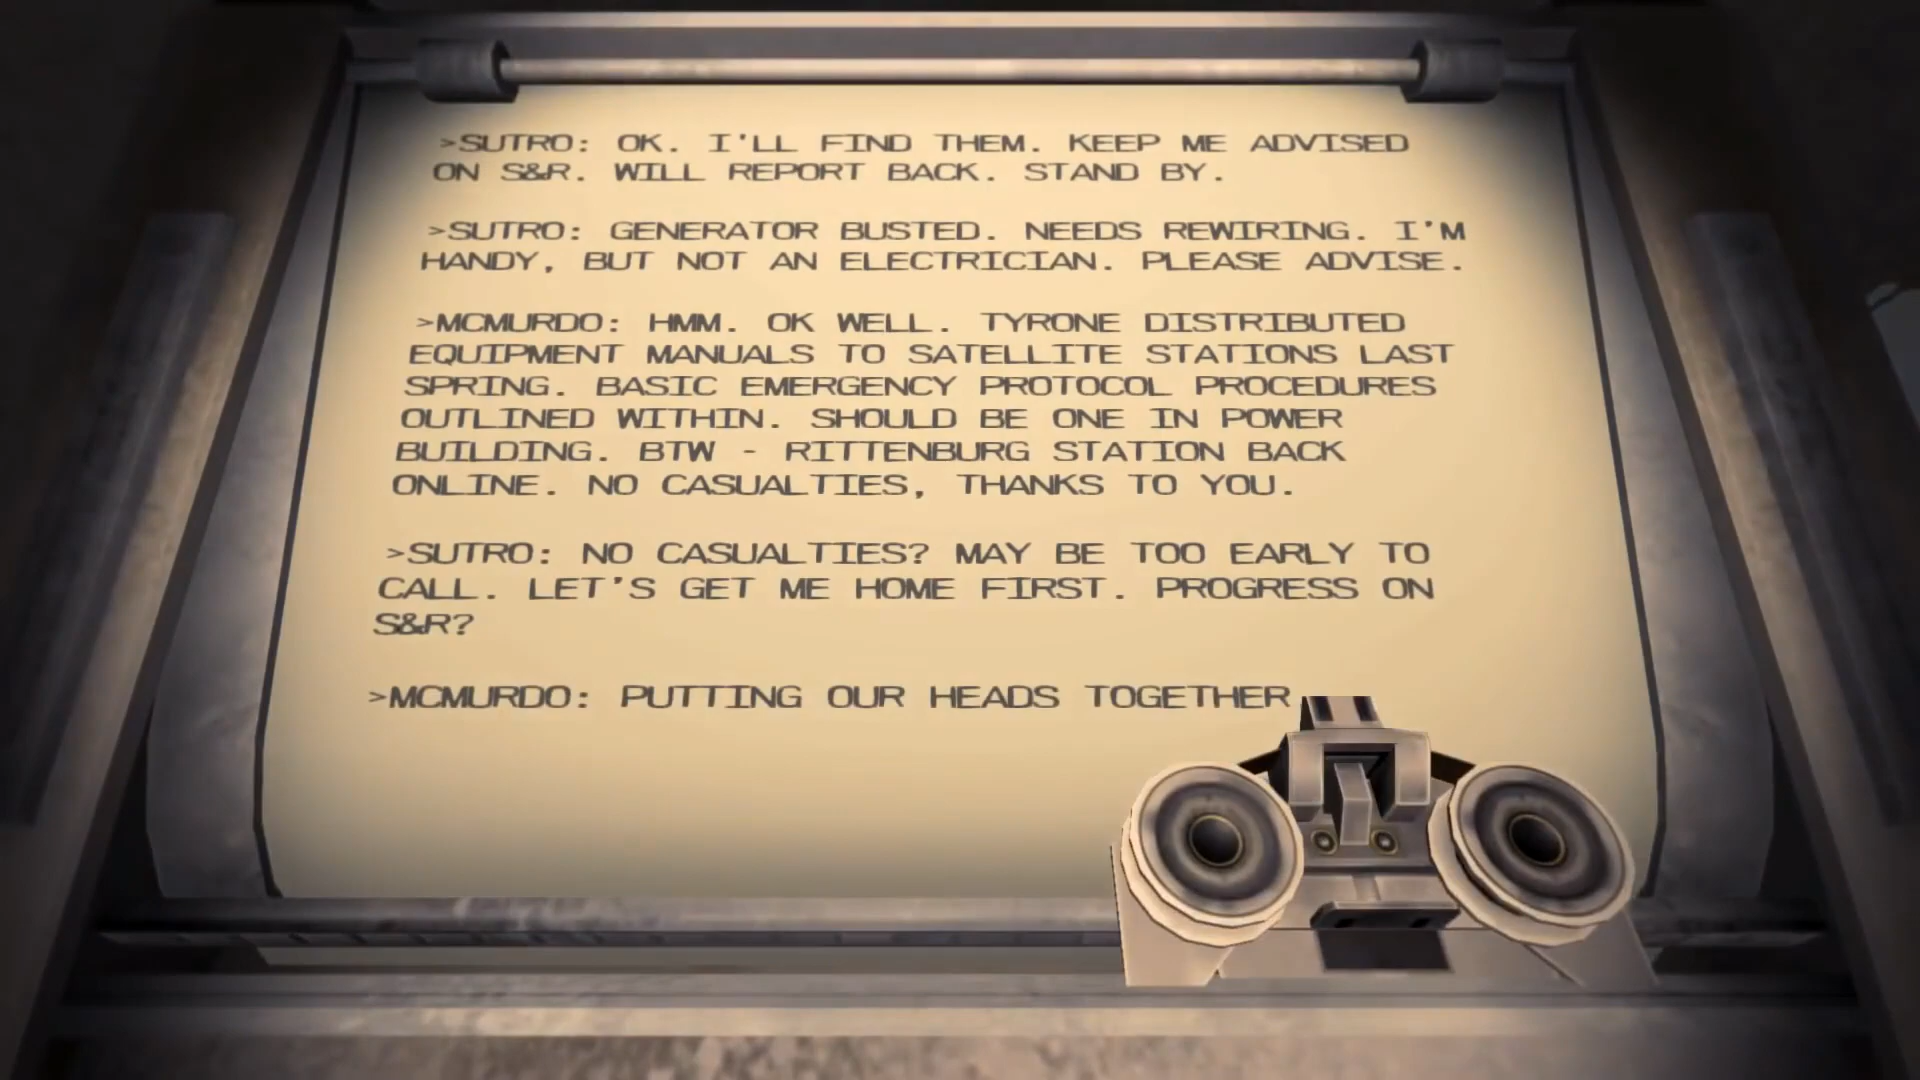 >SUTRO: OK. I'LL FIND THEM. KEEP ME ADVISED
ON S&R. WILL REPORT BACK. STAND BY.
>SUTRO: GENERATOR BUSTED. NEEDS REWIRING. I'M
HANDY, BUT NOT AN ELECTRICIAN. PLEASE ADVISE.
>MCMURDO: HMM. OK WELL. TYRONE DISTRIBUTED
EQUIPMENT MANUALS TO SATELLITE STATIONS LAST
SPRING. BASIC EMERGENCY PROTOCOL PROCEDURES
OUTLINED WITHIN. SHOULD BE ONE IN POWER
BUILDING. BTW - RITTENBURG STATION BACK
ONLINE. NO CASUALTIES, THANKS TO YOU.
>SUTRO: NO CASUALTIES? MAY BE TOO EARLY TO
CALL. LET'S GET ME HOME FIRST. PROGRESS ON
S&R?
>MCMURDO: PUTTING OUR HEADS TOGETHER